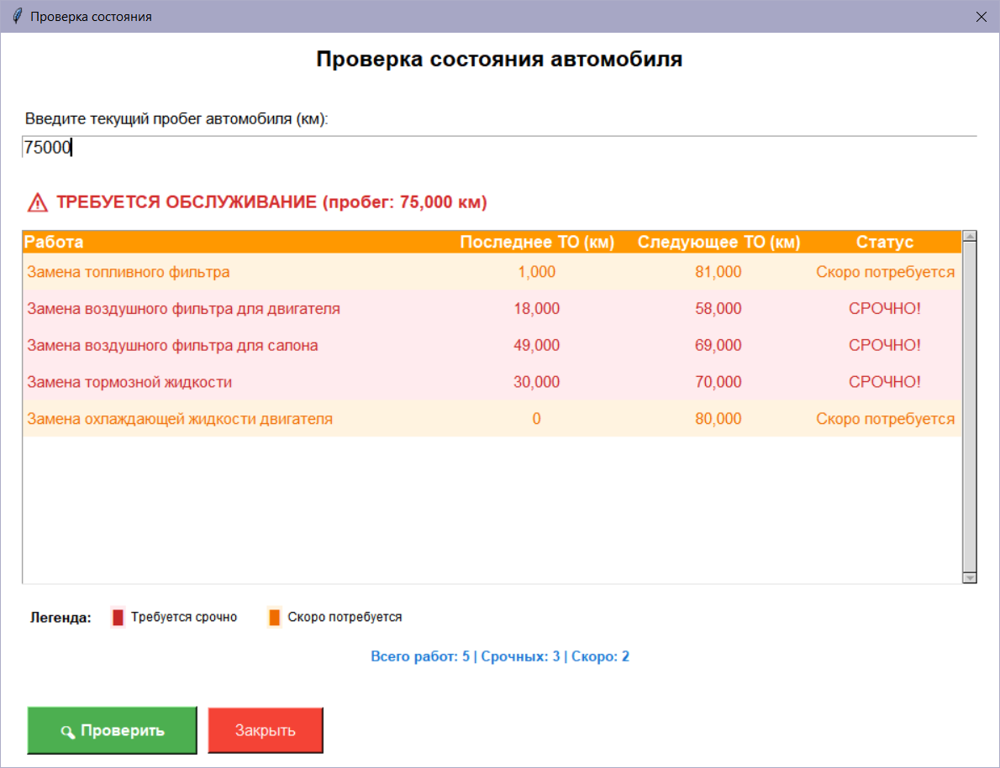 Проверка состояния
Проверка состояния автомобиля
Введите текущий пробег автомобиля (км):
75000
ТРЕБУЕТСЯ ОБСЛУЖИВАНИЕ (пробег: 75,000 км)
Работа Последнее ТО (км) Следующее ТО (км) Статус
Замена топливного фильтра 1,000 81,000 Скоро потребуется
Замена воздушного фильтра для двигателя 18,000 58,000 СРОЧНО!
Замена воздушного фильтра для салона 49,000 69,000 СРОЧНО!
Замена тормозной жидкости 30,000 70,000 СРОЧНО!
Замена охлаждающей жидкости двигателя 0 80,000 Скоро потребуется
Легенда: Требуется срочно Скоро потребуется
Всего работ: 5 | Срочных: 3 | Скоро: 2
Проверить Закрыть